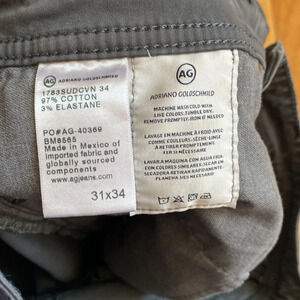 AG
ADRIANO GOLDSCHMIED
1783SUDCVN 34
97% COTTON
3% ELASTANE
PO#AG-40369
BM8565
Made in Mexico of
imported fabric and
globally sourced
components
www.agjeans.com
31x34
AG
ADRIANO GOLDSCHMIED
MACHINE WASH COLD WITH
LIKE COLORS, TUMBLE DRY.
REMOVE PROMPTLY. IRON IF NEEDED.
LAVAGE EN MACHINE À FROID AVEC
COULEURS COMME. SÈCHE-LINGE
À RETIRER PROMPTEMENT.
FER SI NÉCESSAIRE.
LAVAR A MAQUINA CON AGUA FRIA
CON COLORES SIMILARES. SECAR EN
SECADORA RETIRAR RAPIDAMENTE.
PLANCHA SI ES NECESARIO.